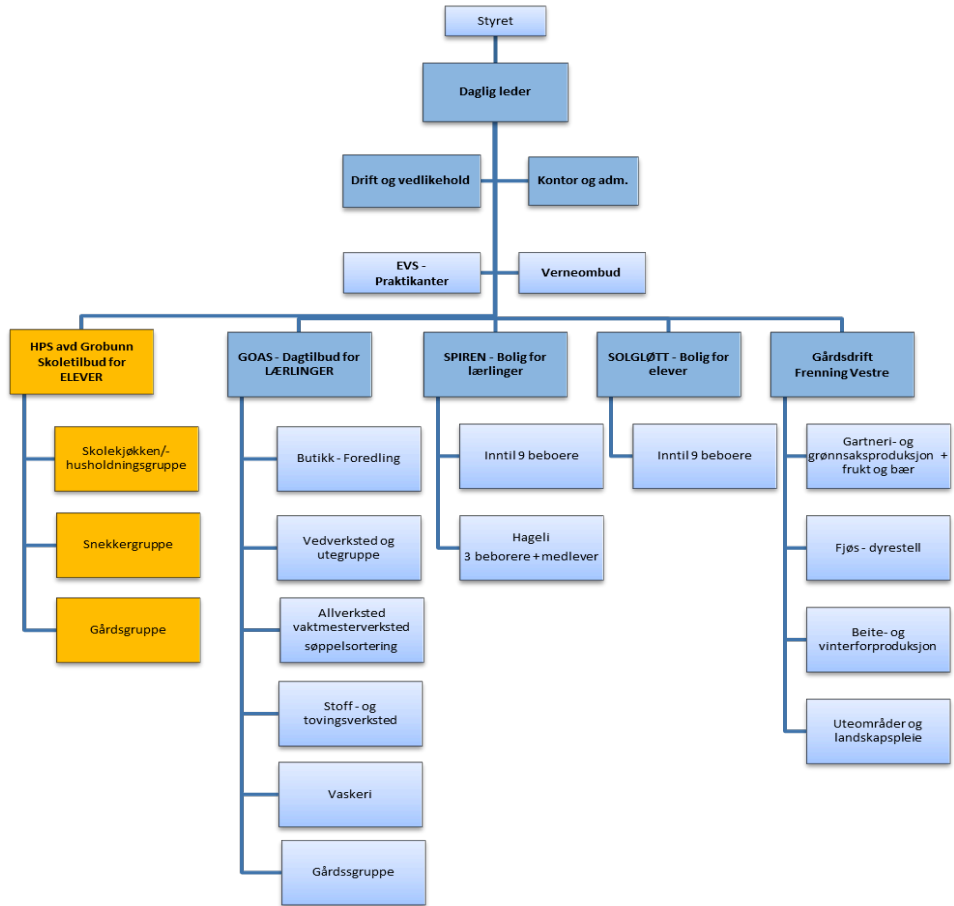 Styret
Daglig leder
Drift og vedlikehold
Kontor og adm.
EVS -
Praktikanter
Verneombud
HPS avd Grobunn
Skoletilbud for
ELEVER
Skolekjøkken/-
husholdningsgruppe
Snekkergruppe
Gårdsgruppe
GOAS - Dagtilbud for
LÆRLINGER
Butikk - Foredling
Vedverksted og
utegruppe
Allverksted
vaktmesterverksted
søppelsortering
Stoff - og
tovingsverksted
Vaskeri
Gårdssgruppe
SPIREN - Bolig for
lærlinger
Inntil 9 beboere
Hageli
3 beborere + medlever
SOLGLØTT - Bolig for
elever
Inntil 9 beboere
Gårdsdrift
Frenning Vestre
Gartneri- og
grønnsaksproduksjon +
frukt og bær
Fjøs - dyrestell
Beite- og
vinterforproduksjon
Uteområder og
landskapspleie